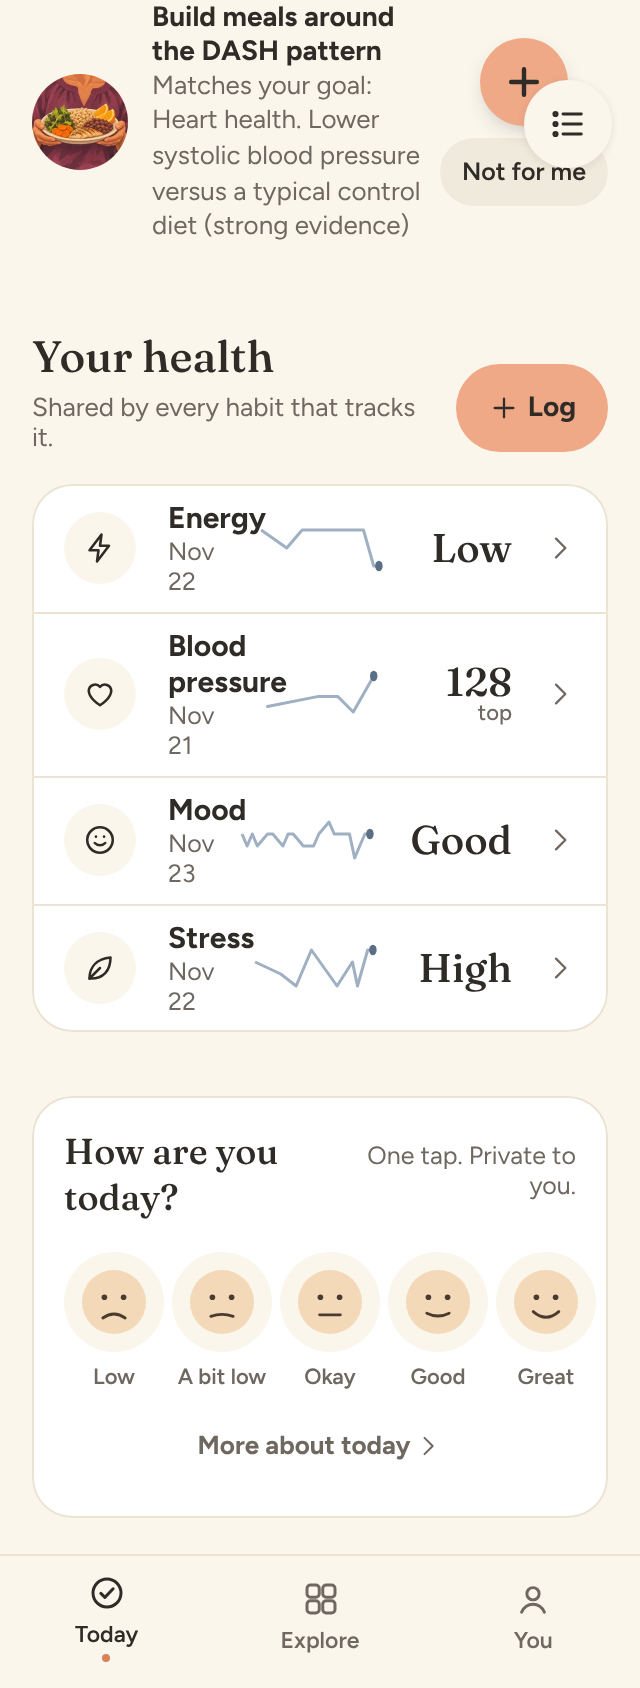 Build meals around
the DASH pattern
Matches your goal:
Heart health. Lower
systolic blood pressure
versus a typical control
diet (strong evidence)
Not for me
Your health
Shared by every habit that tracks
it.
Log
Energy
Nov
22
Low
Blood
pressure
Nov
21
128
top
Mood
Nov
23
Good
Stress
Nov
22
High
How are you
today?
One tap. Private to
you.
Low
A bit low
Okay
Good
Great
More about today
Today
Explore
You